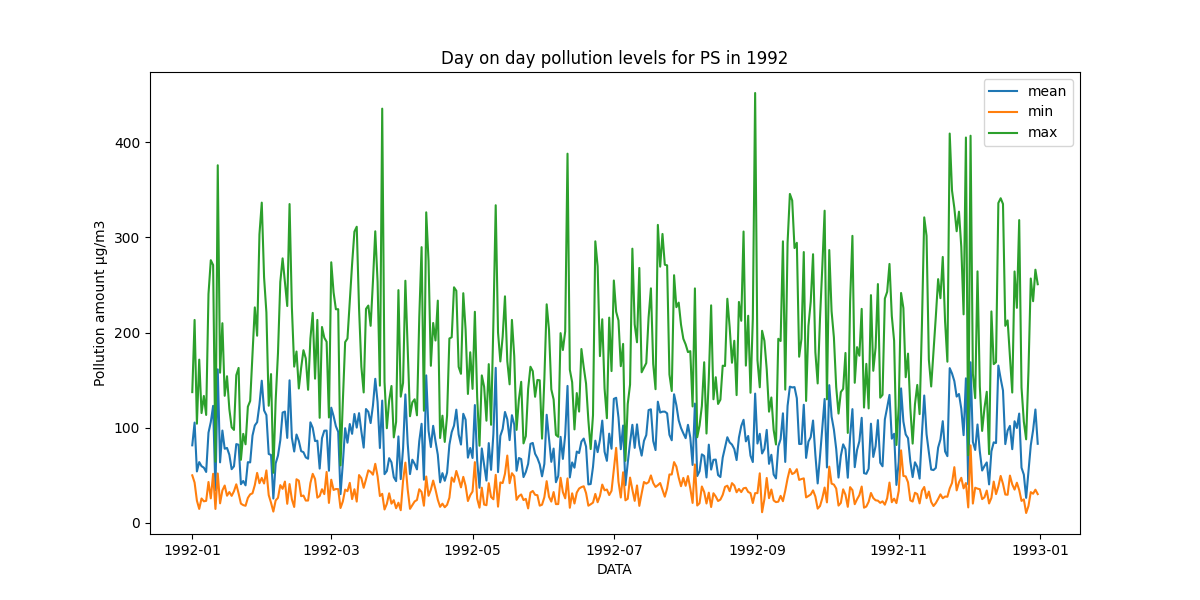 Day on day pollution levels for PS in 1992
mean
min
max
Pollution amount µg/m3
400
300
200
100
0
1992-01
1992-03
1992-05
1992-07
1992-09
1992-11
1993-01
DATA